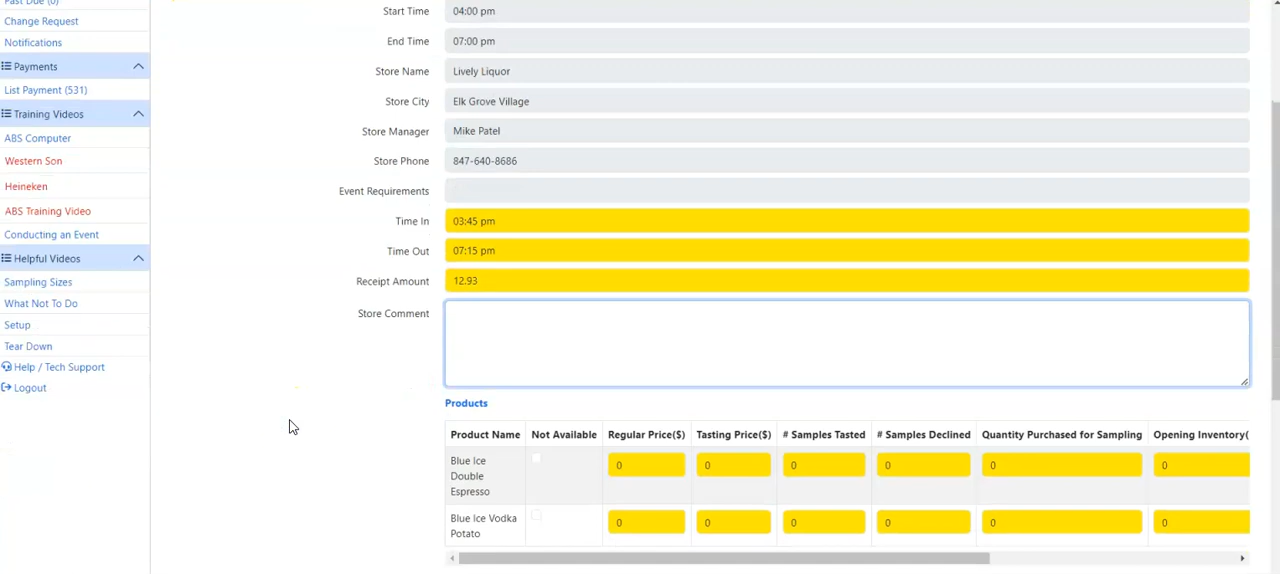 Past Due (0)
Change Request
Notifications
Payments
List Payment (531)
Training Videos
ABS Computer
Western Son
Heineken
ABS Training Video
Conducting an Event
Helpful Videos
Sampling Sizes
What Not To Do
Setup
Tear Down
Help / Tech Support
Logout
Start Time 04:00 pm
End Time 07:00 pm
Store Name Lively Liquor
Store City Elk Grove Village
Store Manager Mike Patel
Store Phone 847-640-8686
Event Requirements
Time In 03:45 pm
Time Out 07:15 pm
Receipt Amount 12.93
Store Comment
Products
Product Name Not Available Regular Price($) Tasting Price($) # Samples Tasted # Samples Declined Quantity Purchased for Sampling Opening Inventory(
Blue Ice Double Espresso 0 0 0 0 0 0
Blue Ice Vodka Potato 0 0 0 0 0 0